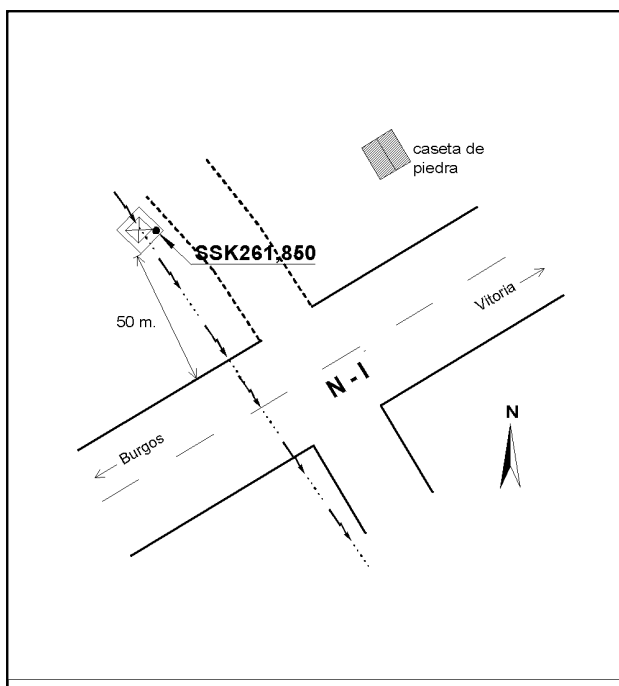 caseta de
piedra
SSK261,850
50 m.
Vitoria
N - I
N
Burgos